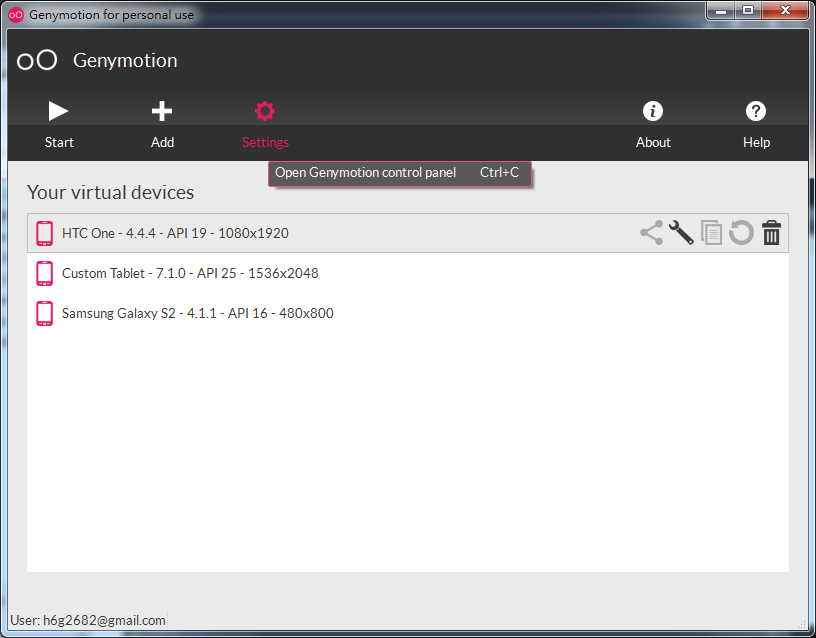 Genymotion for personal use
Genymotion
Start Add Settings About Help
Open Genymotion control panel Ctrl+C
Your virtual devices
HTC One - 4.4.4 - API 19 - 1080x1920
Custom Tablet - 7.1.0 - API 25 - 1536x2048
Samsung Galaxy S2 - 4.1.1 - API 16 - 480x800
User: h6g2682@gmail.com